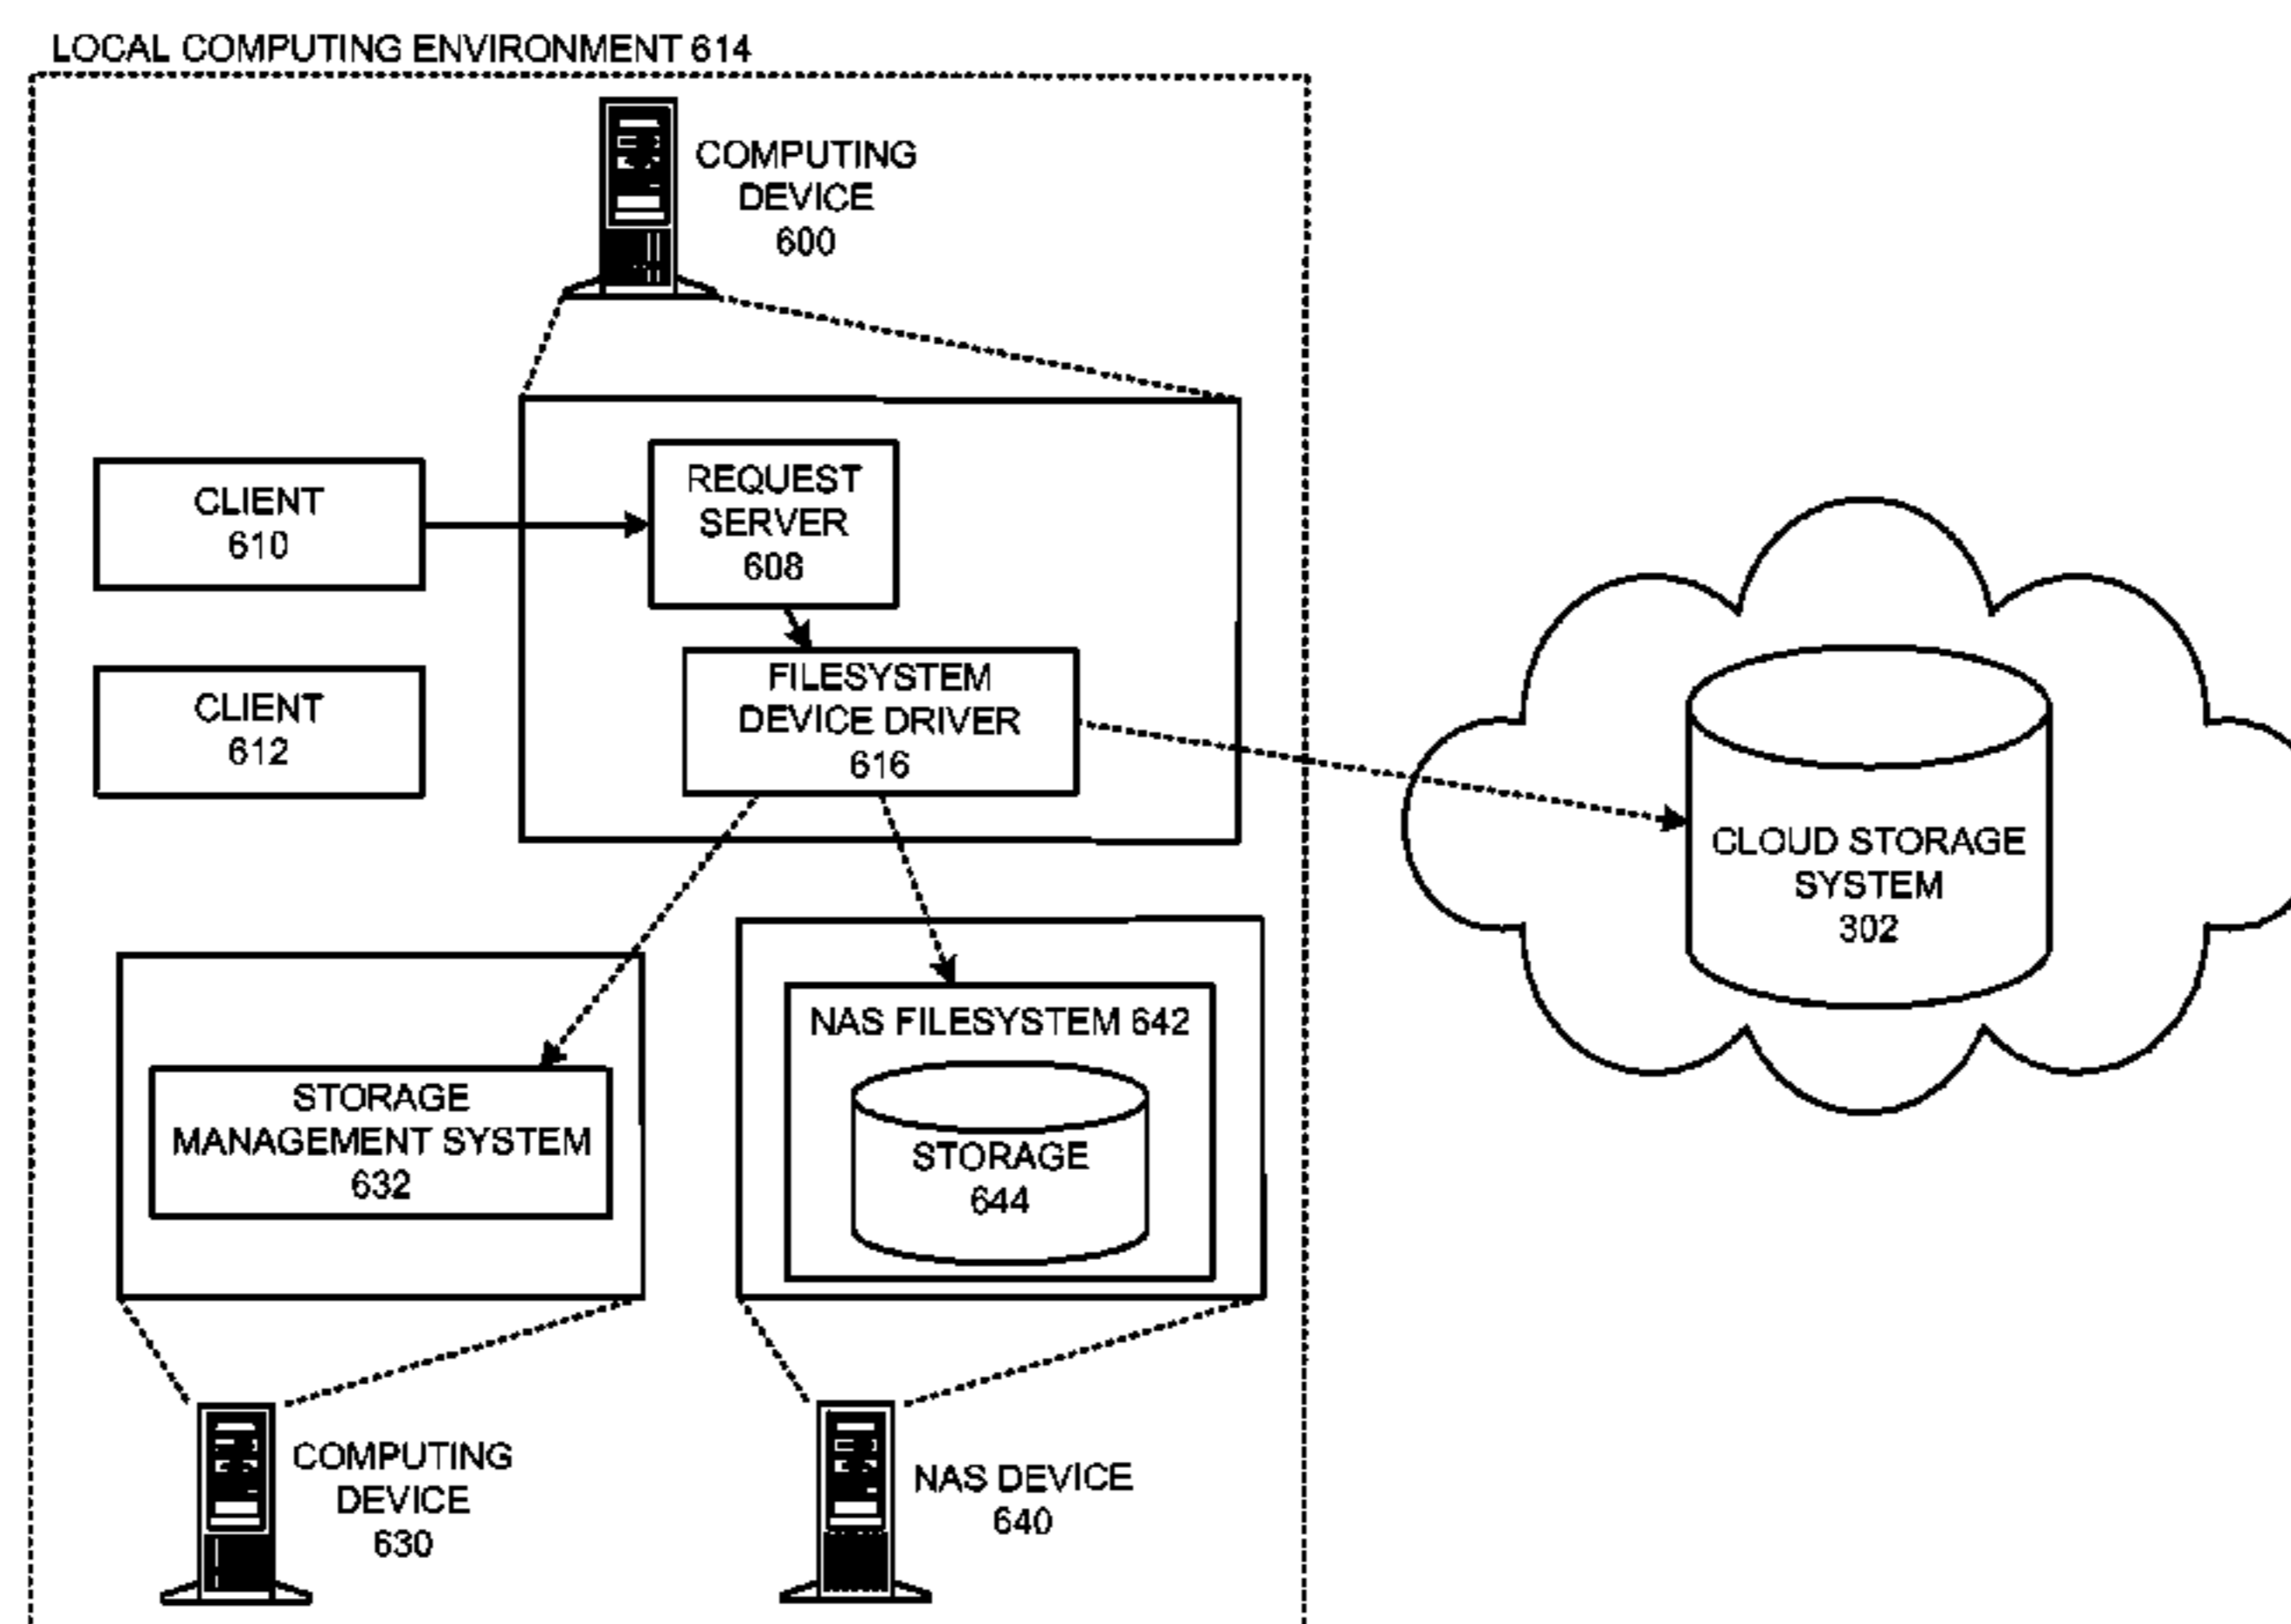 LOCAL COMPUTING ENVIRONMENT 614
COMPUTING
DEVICE
600
CLIENT
610
REQUEST
SERVER
608
CLIENT
612
FILESYSTEM
DEVICE DRIVER
616
CLOUD STORAGE
SYSTEM
302
STORAGE
MANAGEMENT SYSTEM
632
NAS FILESYSTEM 642
STORAGE
644
COMPUTING
DEVICE
630
NAS DEVICE
640